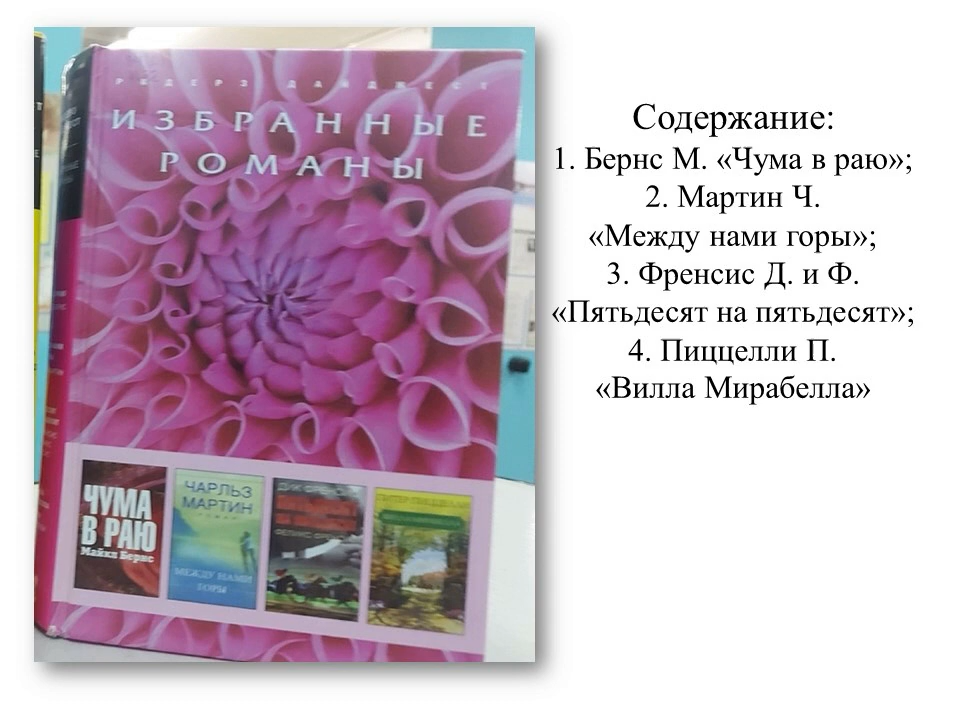 РИДЕРЗ ДАЙДЖЕСТ
ИЗБРАННЫЕ
РОМАНЫ
ЧУМА
В РАЮ
Майкл Бернс
ЧАРЛЬЗ
МАРТИН
РОМАН
МЕЖДУ НАМИ
ГОРЫ
Содержание:
1. Бернс М. «Чума в раю»;
2. Мартин Ч.
«Между нами горы»;
3. Френсис Д. и Ф.
«Пятьдесят на пятьдесят»;
4. Пиццелли П.
«Вилла Мирабелла»